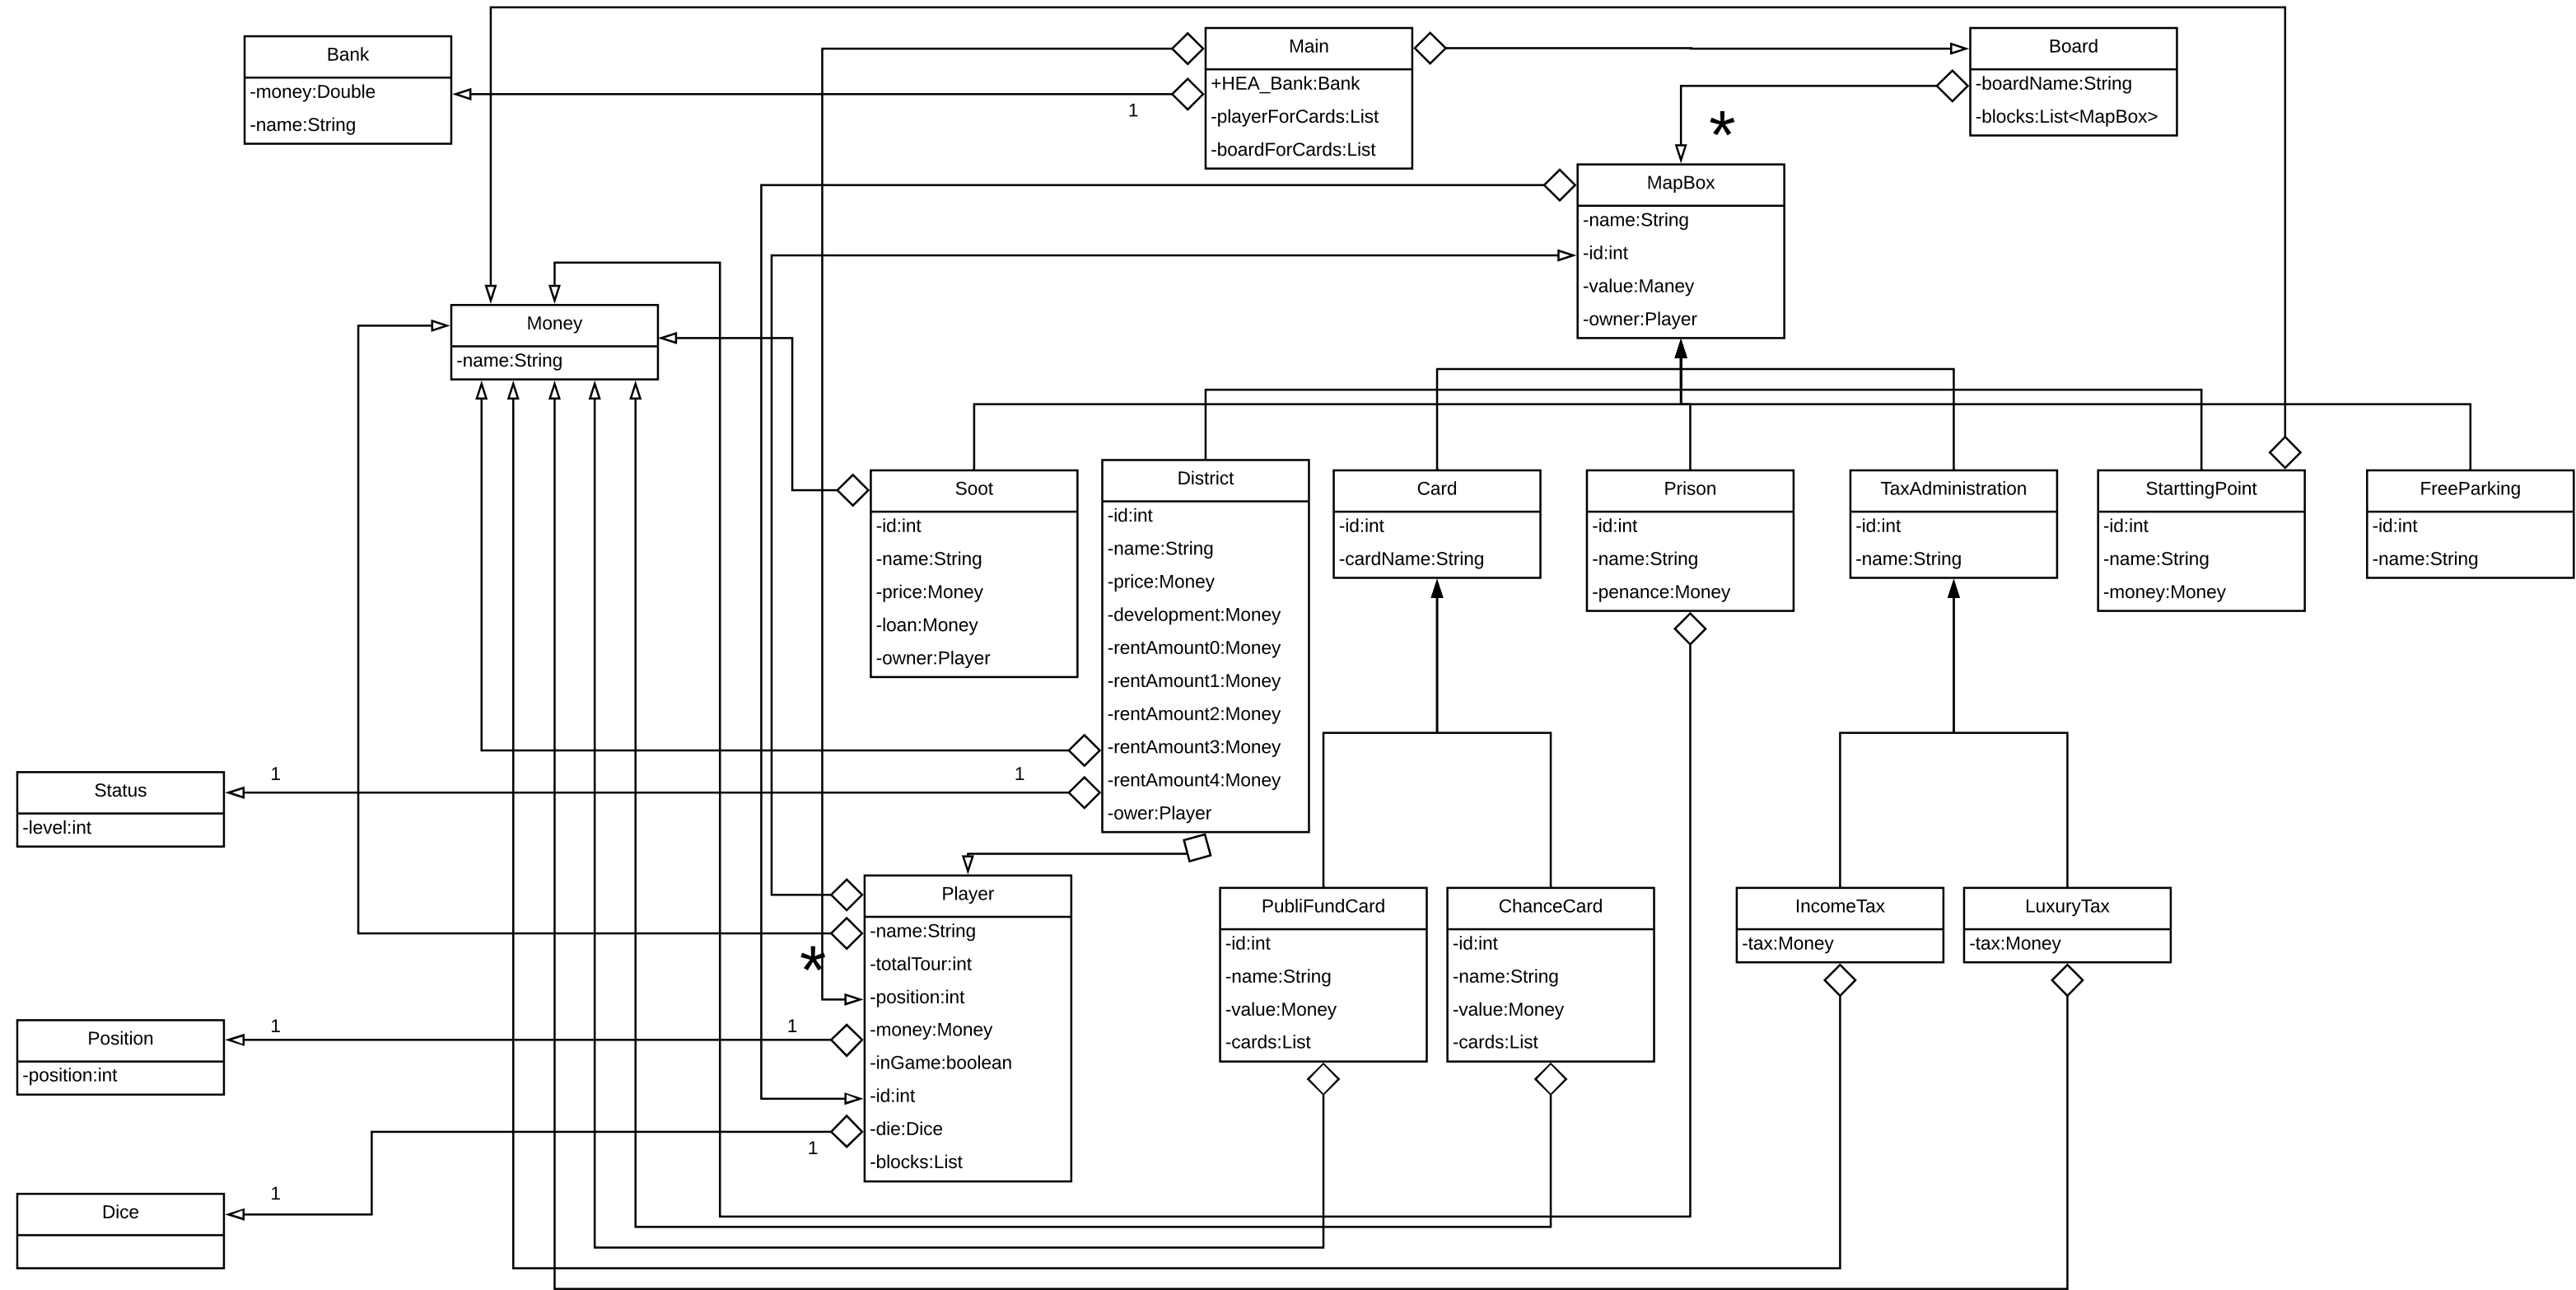 Bank
-money:Double
-name:String
Main
+HEA_Bank:Bank
-playerForCards:List
-boardForCards:List
1
Board
-boardName:String
-blocks:List<MapBox>
*
MapBox
-name:String
-id:int
-value:Maney
-owner:Player
Money
-name:String
Soot
-id:int
-name:String
-price:Money
-loan:Money
-owner:Player
District
-id:int
-name:String
-price:Money
-development:Money
-rentAmount0:Money
-rentAmount1:Money
-rentAmount2:Money
-rentAmount3:Money
-rentAmount4:Money
-ower:Player
Card
-id:int
-cardName:String
Prison
-id:int
-name:String
-penance:Money
TaxAdministration
-id:int
-name:String
StarttingPoint
-id:int
-name:String
-money:Money
FreeParking
-id:int
-name:String
1
1
Status
-level:int
Player
-name:String
-totalTour:int
-position:int
-money:Money
-inGame:boolean
-id:int
-die:Dice
-blocks:List
*
PubliFundCard
-id:int
-name:String
-value:Money
-cards:List
ChanceCard
-id:int
-name:String
-value:Money
-cards:List
IncomeTax
-tax:Money
LuxuryTax
-tax:Money
1
1
Position
-position:int
1
1
Dice